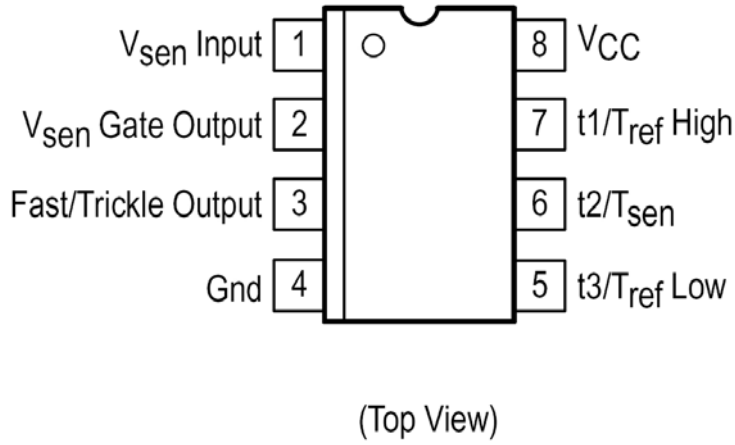 Vsen Input 1
8 VCC
Vsen Gate Output 2
7 t1/Tref High
Fast/Trickle Output 3
6 t2/Tsen
Gnd 4
5 t3/Tref Low
(Top View)